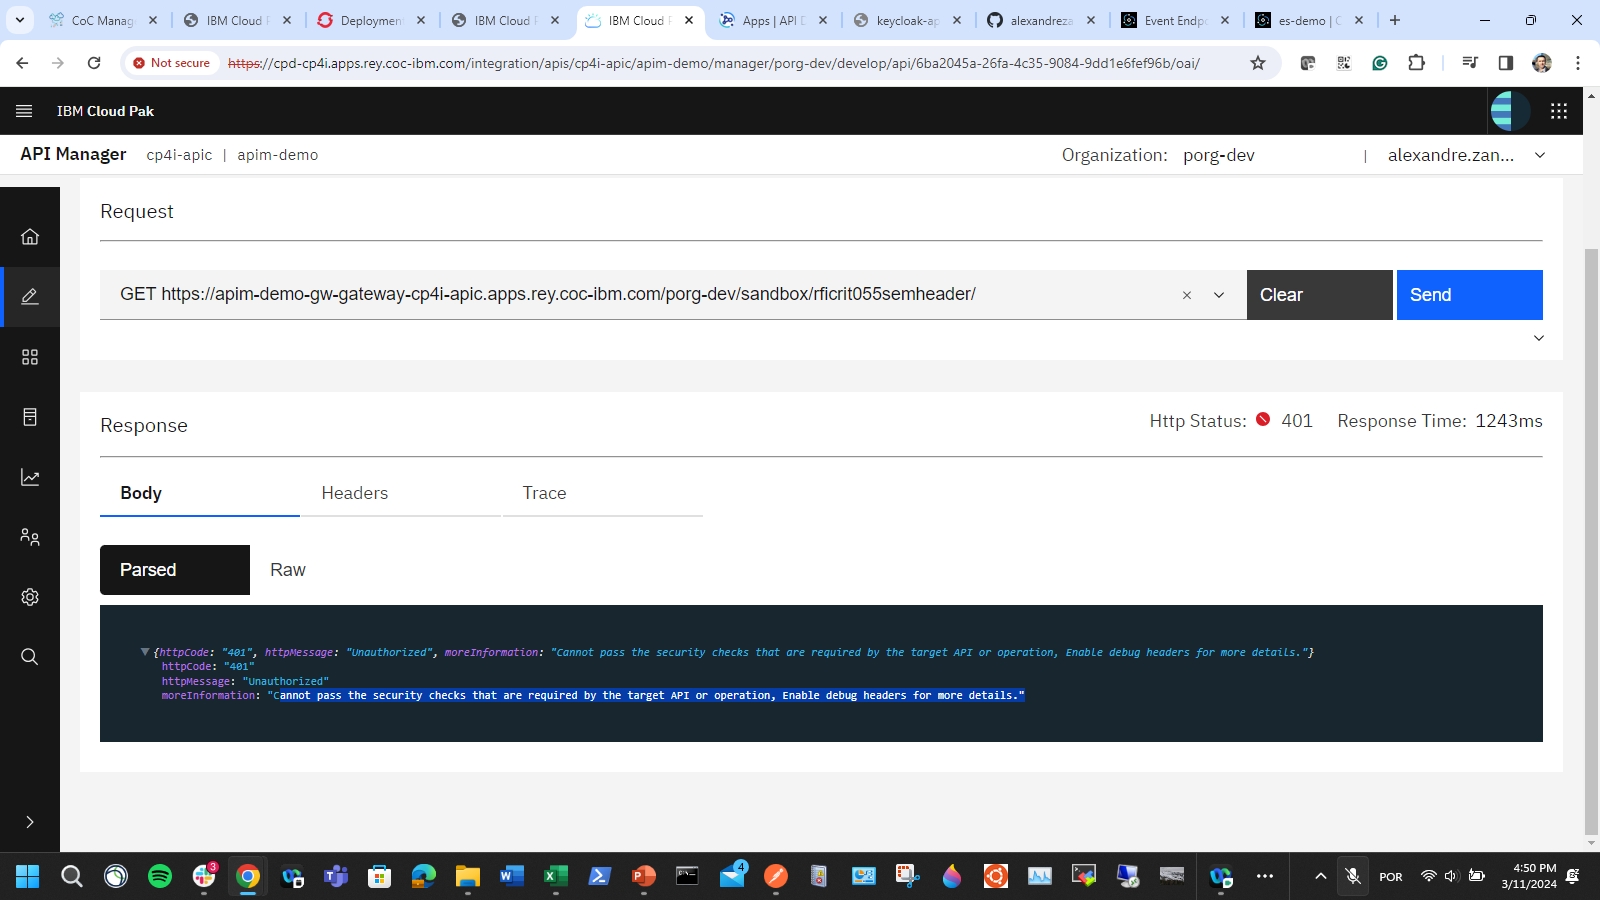 CoC Manag
IBM Cloud P
Deploymen
IBM Cloud P
IBM Cloud P
Apps | API D
keycloak-ap
alexandreza
Event Endp
es-demo | C
Not secure
https://cpd-cp4i.apps.rey.coc-ibm.com/integration/apis/cp4i-apic/apim-demo/manager/porg-dev/develop/api/6ba2045a-26fa-4c35-9084-9dd1e6fef96b/oai/
IBM Cloud Pak
API Manager cp4i-apic | apim-demo
Organization: porg-dev | alexandre.zan...
Request
GET https://apim-demo-gw-gateway-cp4i-apic.apps.rey.coc-ibm.com/porg-dev/sandbox/rficrit055semheader/
Clear
Send
Response
Http Status: 401 Response Time: 1243ms
Body
Headers
Trace
Parsed
Raw
{httpCode: "401", httpMessage: "Unauthorized", moreInformation: "Cannot pass the security checks that are required by the target API or operation, Enable debug headers for more details."}
httpCode: "401"
httpMessage: "Unauthorized"
moreInformation: "Cannot pass the security checks that are required by the target API or operation, Enable debug headers for more details."
3
4
POR
4:50 PM
3/11/2024